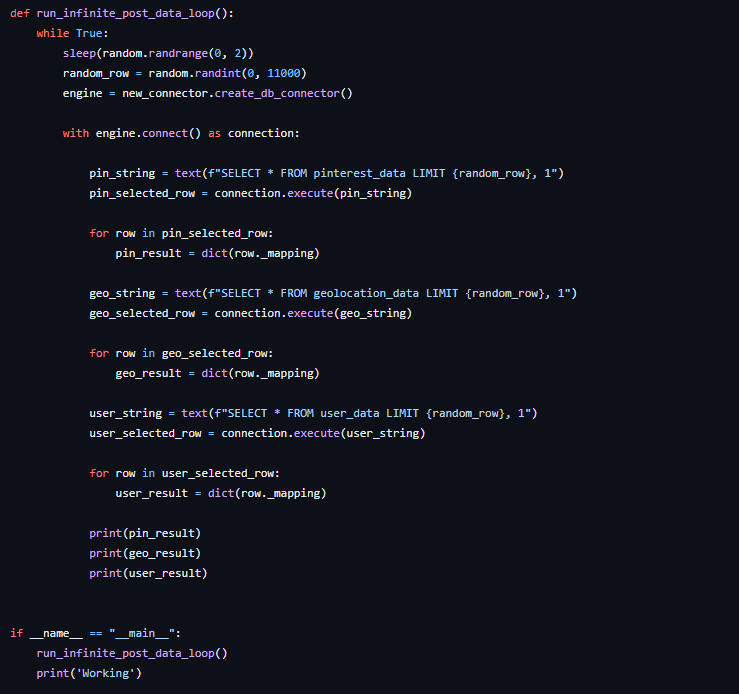 def run_infinite_post_data_loop():
    while True:
        sleep(random.randrange(0, 2))
        random_row = random.randint(0, 11000)
        engine = new_connector.create_db_connector()

        with engine.connect() as connection:

            pin_string = text(f"SELECT * FROM pinterest_data LIMIT {random_row}, 1")
            pin_selected_row = connection.execute(pin_string)

            for row in pin_selected_row:
                pin_result = dict(row._mapping)

            geo_string = text(f"SELECT * FROM geolocation_data LIMIT {random_row}, 1")
            geo_selected_row = connection.execute(geo_string)

            for row in geo_selected_row:
                geo_result = dict(row._mapping)

            user_string = text(f"SELECT * FROM user_data LIMIT {random_row}, 1")
            user_selected_row = connection.execute(user_string)

            for row in user_selected_row:
                user_result = dict(row._mapping)

            print(pin_result)
            print(geo_result)
            print(user_result)


if __name__ == "__main__":
    run_infinite_post_data_loop()
    print('Working')